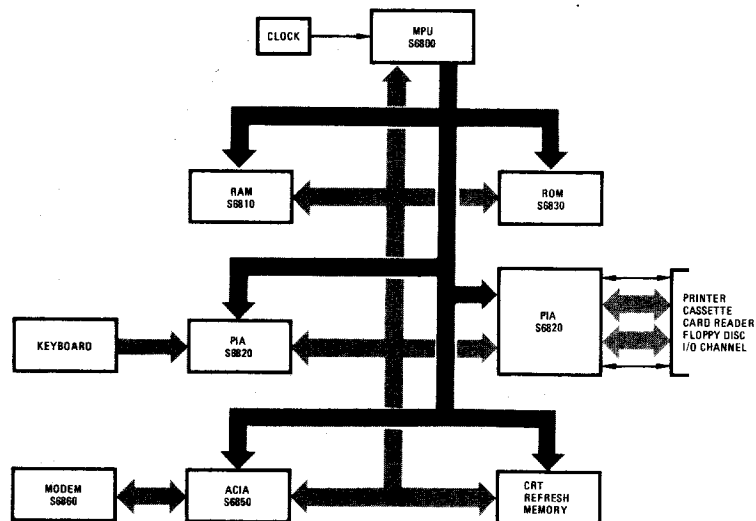 CLOCK
MPU
S6800
RAM
S6810
ROM
S6830
KEYBOARD
PIA
S6820
PIA
S6820
PRINTER
CASSETTE
CARD READER
FLOPPY DISC
I/O CHANNEL
MODEM
S6860
ACIA
S6850
CRT
REFRESH
MEMORY